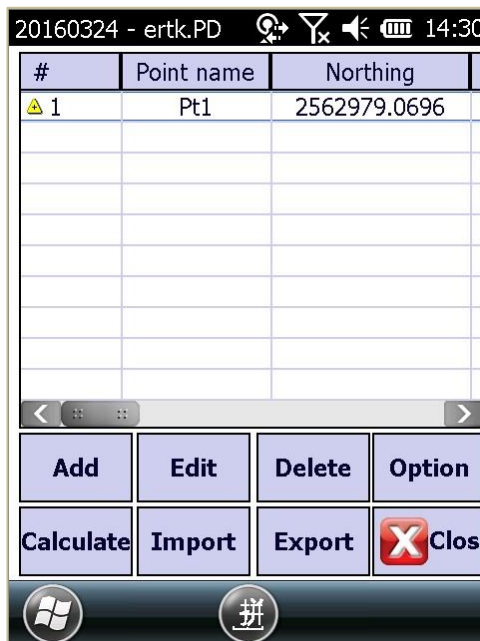 20160324 - ertk.PD 14:30
# Point name Northing
1 Pt1 2562979.0696
Add Edit Delete Option
Calculate Import Export Clos
拼